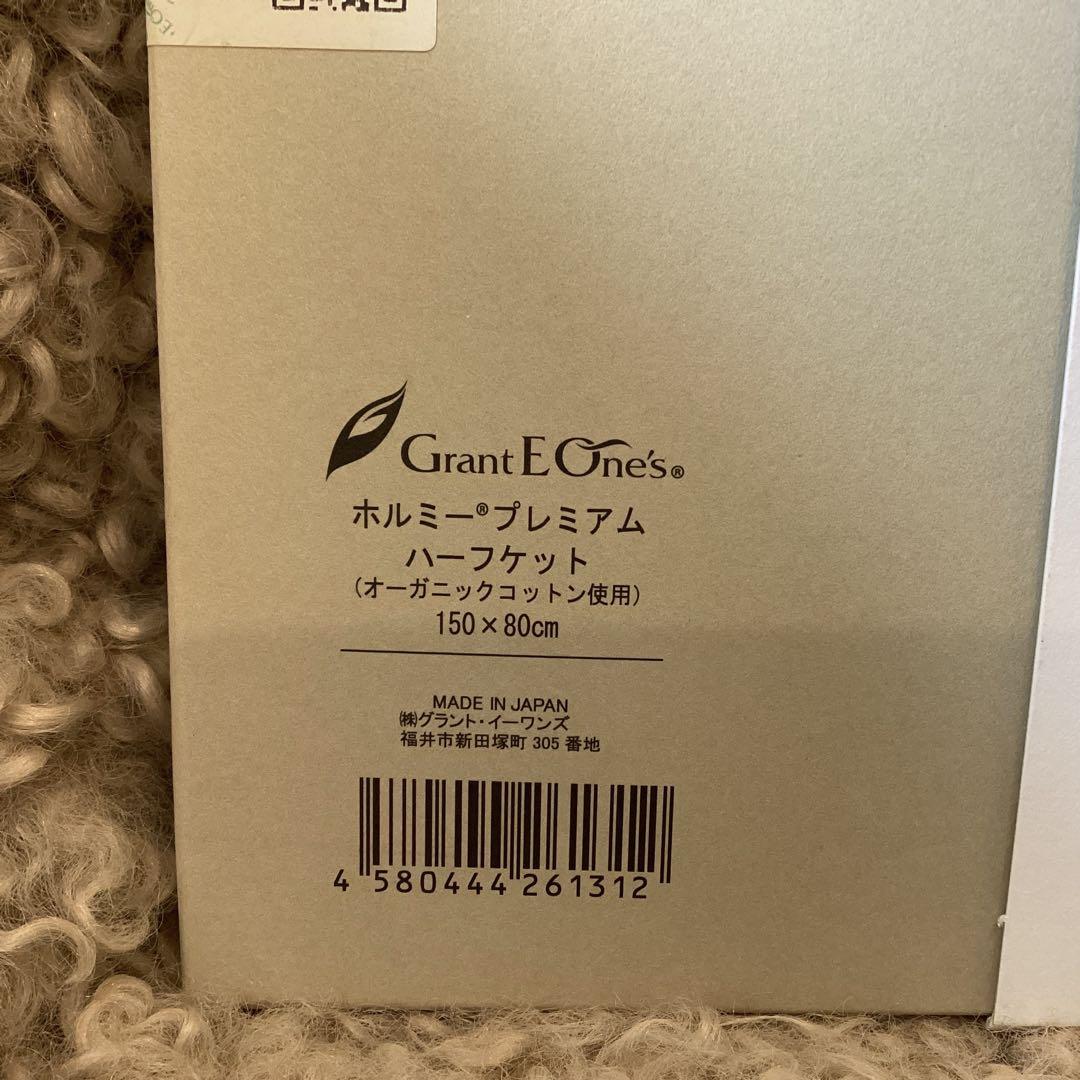 Grant E One's®
ホルミー®プレミアム
ハーフケット
(オーガニックコットン使用)
150×80cm
MADE IN JAPAN
㈱グラント・イーワンズ
福井市新田塚町 305 番地
4 580444 261312